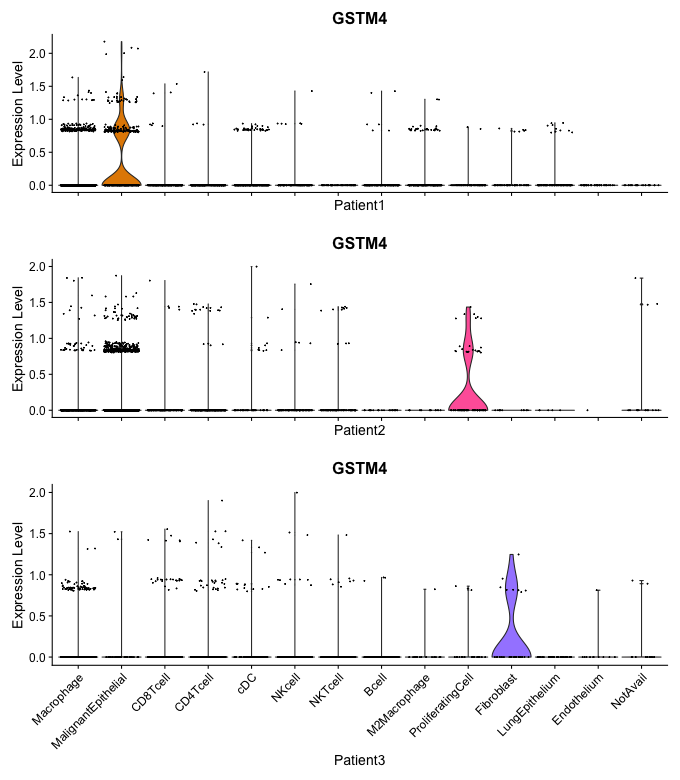 GSTM4
Expression Level
2.0
1.5
1.0
0.5
0.0
Patient1
GSTM4
Expression Level
2.0
1.5
1.0
0.5
0.0
Patient2
GSTM4
Expression Level
2.0
1.5
1.0
0.5
0.0
Macrophage
MalignantEpithelial
CD8Tcell
CD4Tcell
cDC
NKcell
NKTcell
Bcell
M2Macrophage
ProliferatingCell
Fibroblast
LungEpithelium
Endothelium
NotAvail
Patient3